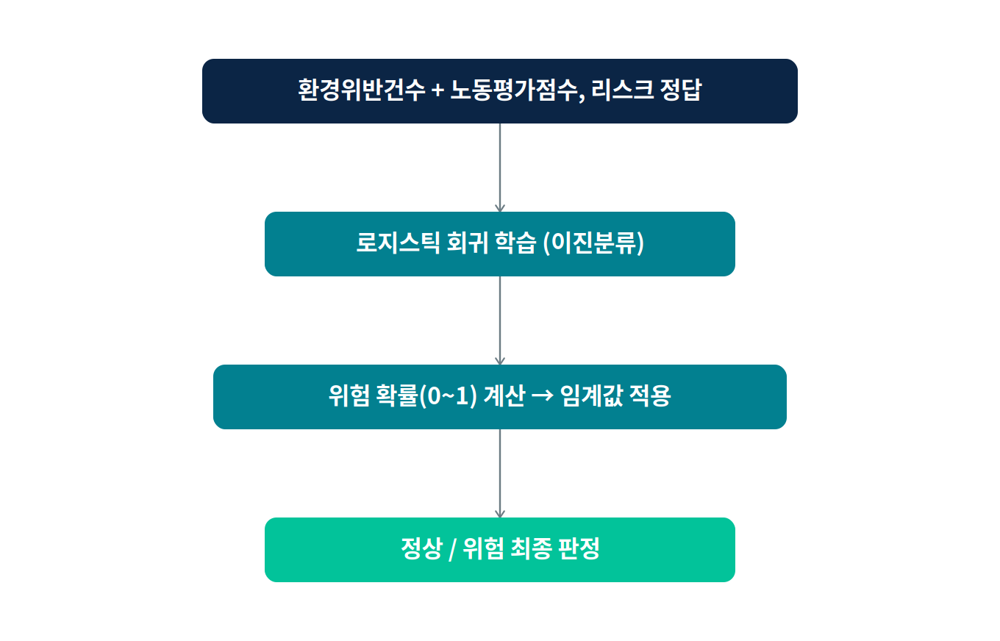 환경위반건수 + 노동평가점수, 리스크 정답
로지스틱 회귀 학습 (이진분류)
위험 확률(0~1) 계산 → 임계값 적용
정상 / 위험 최종 판정